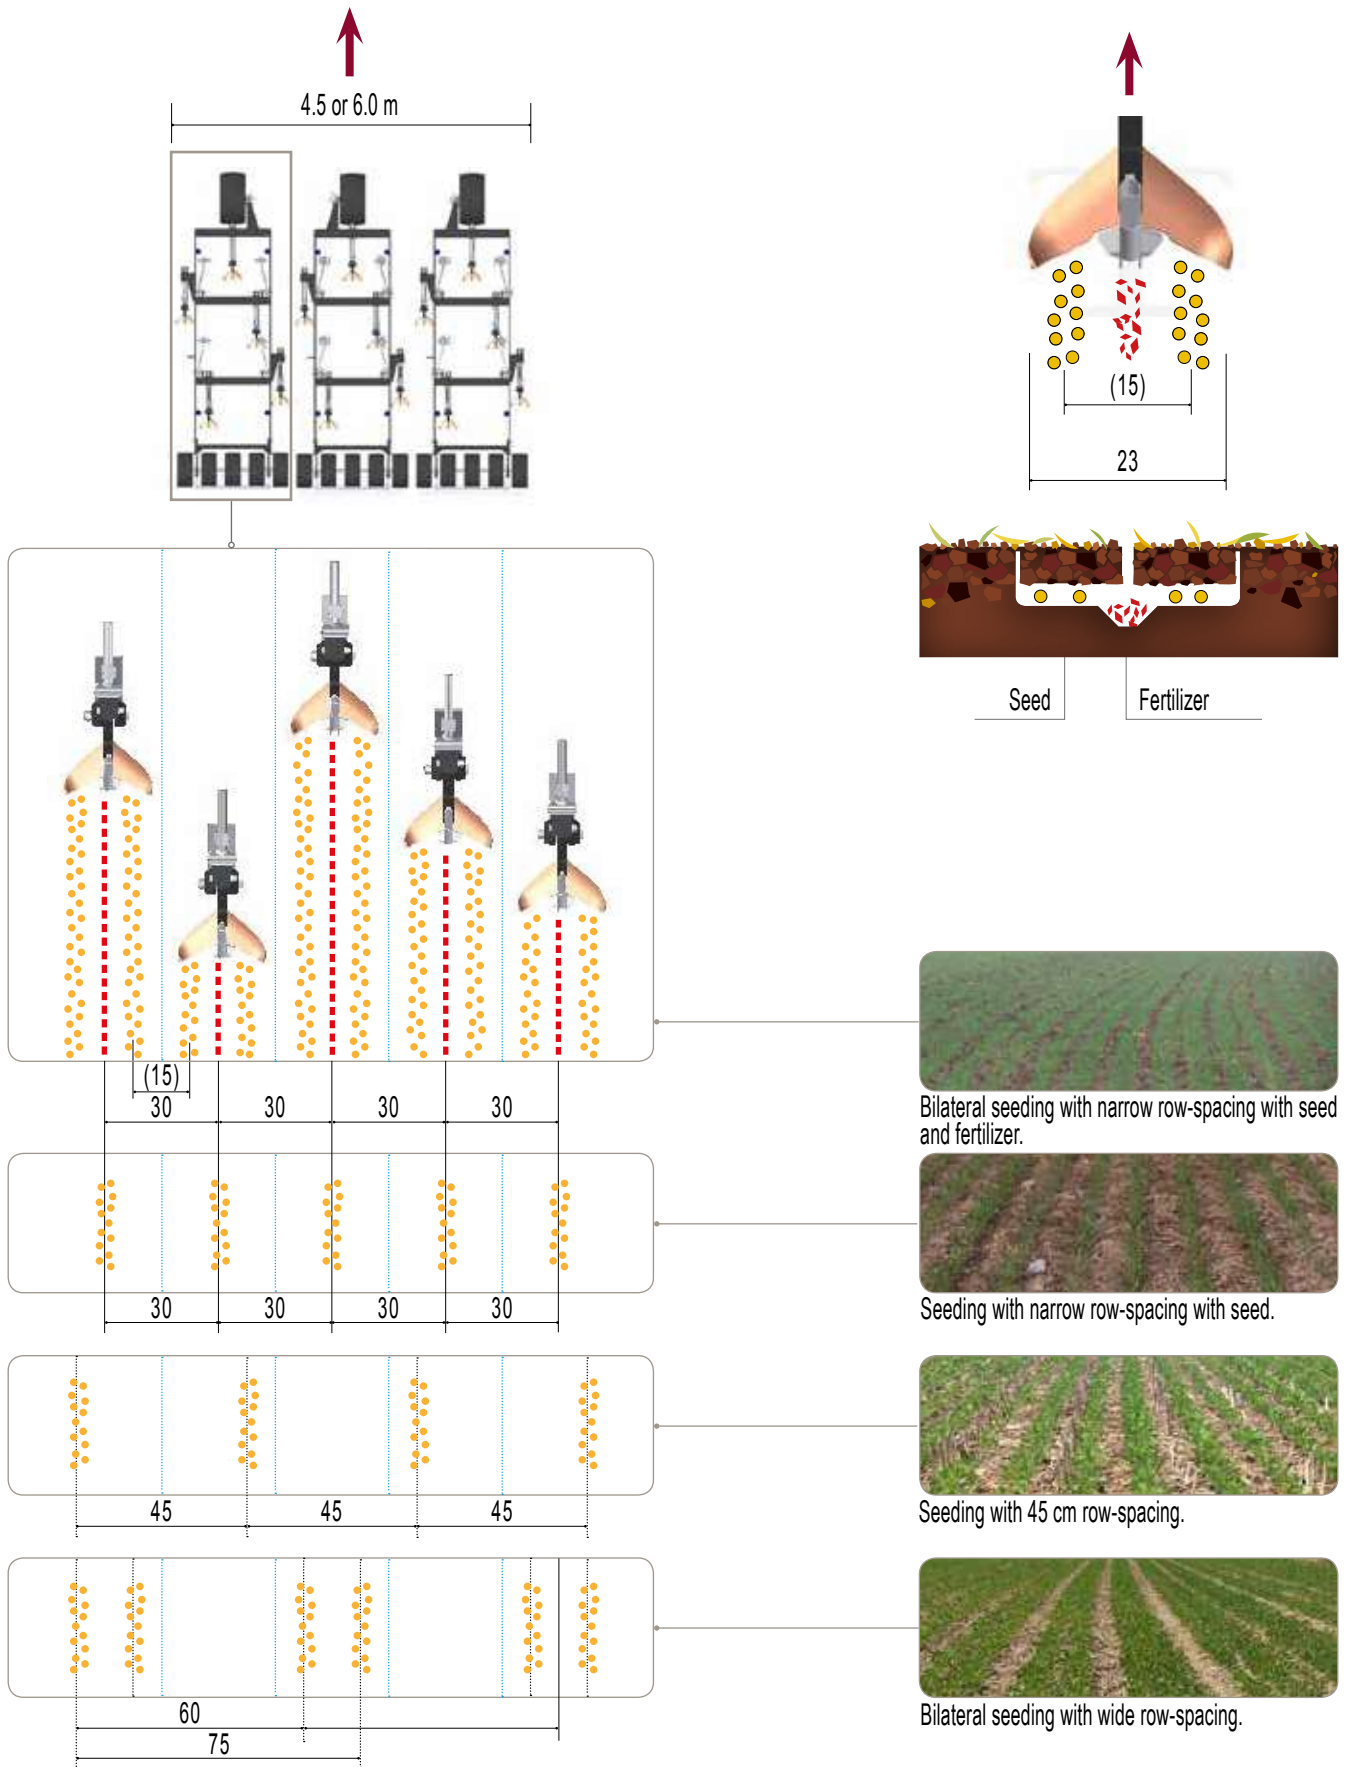 4.5 or 6.0 m
(15)
23
Seed
Fertilizer
(15)
30
30
30
30
Bilateral seeding with narrow row-spacing with seed
and fertilizer.
30
30
30
30
Seeding with narrow row-spacing with seed.
45
45
45
Seeding with 45 cm row-spacing.
60
75
Bilateral seeding with wide row-spacing.